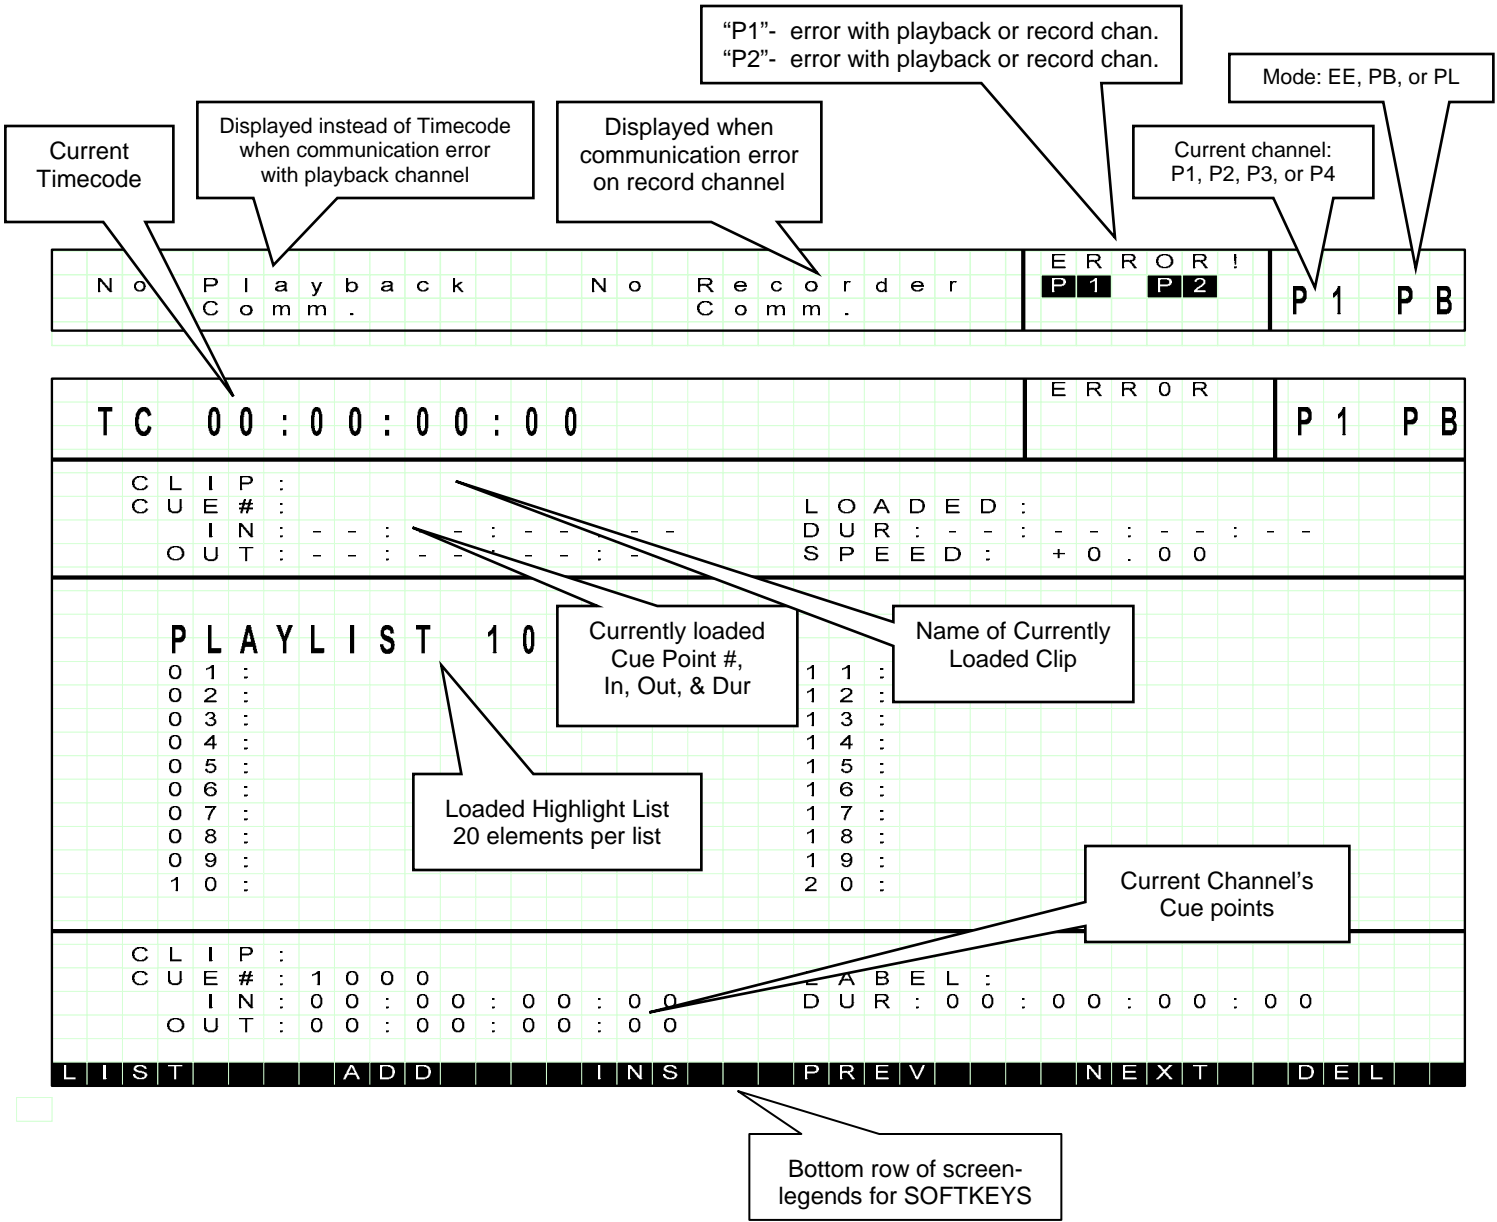 “P1”- error with playback or record chan.
“P2”- error with playback or record chan.
Mode: EE, PB, or PL
Displayed instead of Timecode
when communication error
with playback channel
Displayed when
communication error
on record channel
Current channel:
P1, P2, P3, or P4
Current
Timecode
No Playback
Comm.
No Recorder
Comm.
ERROR!
P1 P2
P1 PB
TC 00:00:00:00
ERR0R
P1 PB
CLIP:
CUE#:
LOADED:
IN:--:--:--:--
DUR:--:--:--:--
OUT:--:--:--:-
SPEED: +0.00
PLAYLIST 10
Currently loaded
Cue Point #,
In, Out, & Dur
Name of Currently
Loaded Clip
01:
02:
03:
04:
05:
06:
07:
08:
09:
10:
11:
12:
13:
14:
15:
16:
17:
18:
19:
20:
Loaded Highlight List
20 elements per list
Current Channel’s
Cue points
CLIP:
CUE#:1000
LABEL:
IN:00:00:00:00
DUR:00:00:00:00
OUT:00:00:00:00
LIST ADD INS PREV NEXT DEL
Bottom row of screen-
legends for SOFTKEYS